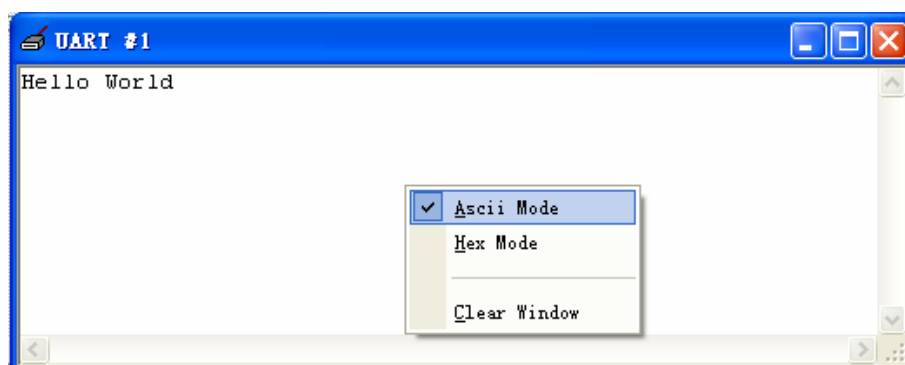 UART #1
Hello World
Ascii Mode
Hex Mode
Clear Window